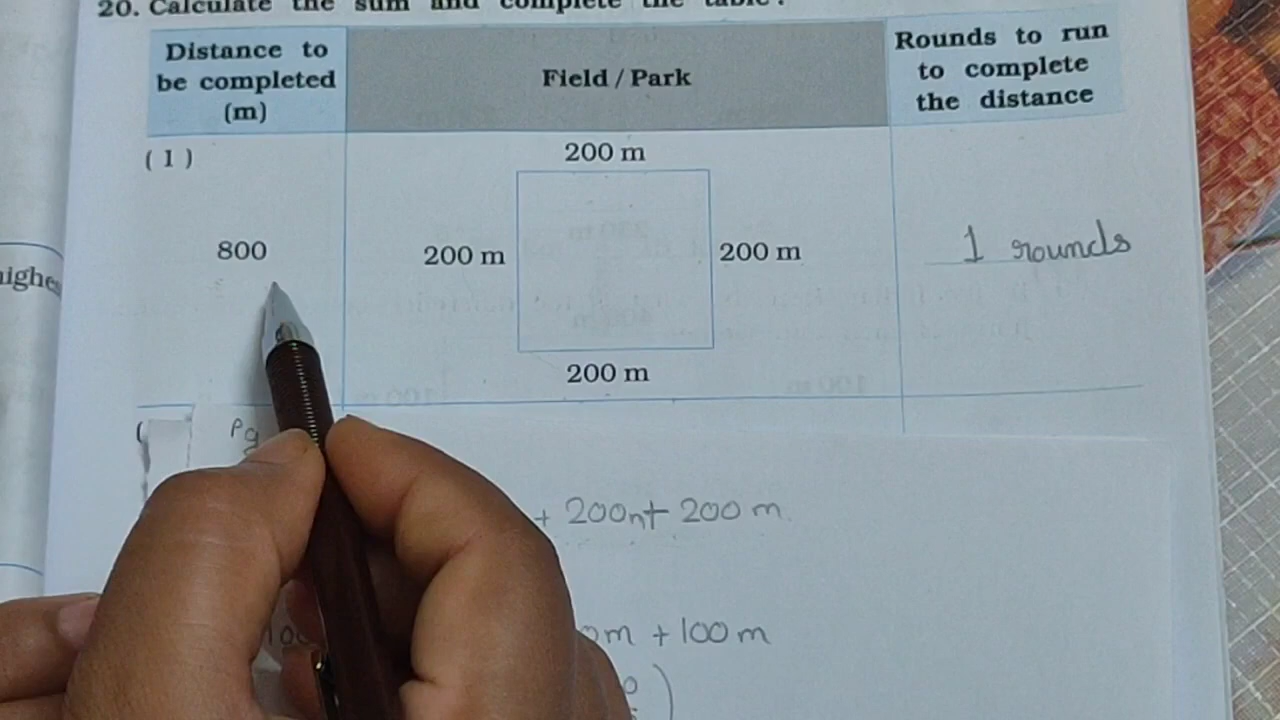 20. Calculate the sum and complete the table.
Distance to
be completed
(m)
Field / Park
Rounds to run
to complete
the distance
(1)
200 m
800
200 m
200 m
1 rounds
200 m
Pg
+ 200m+ 200 m
m + 100 m